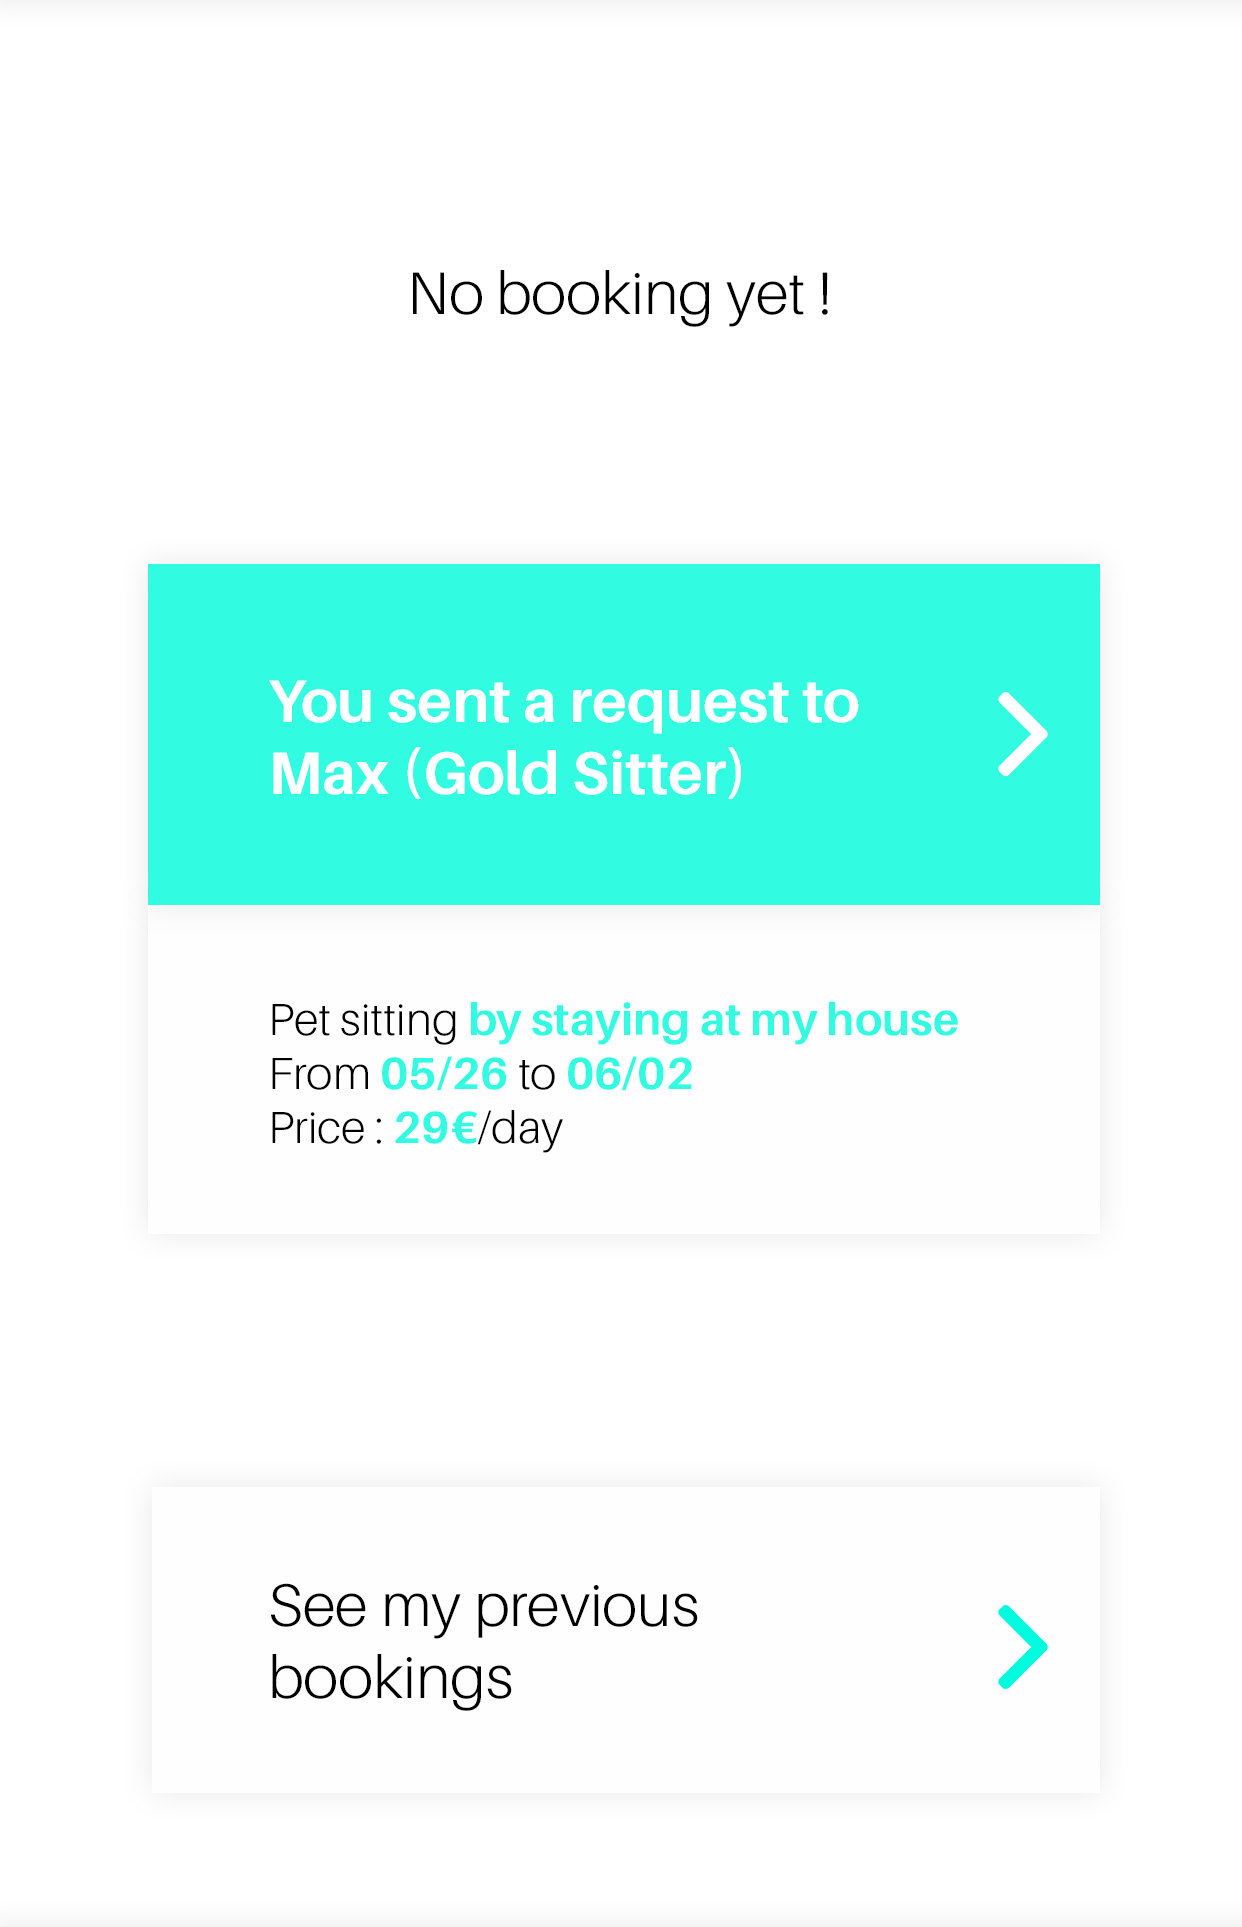 No booking yet !
You sent a request to
Max (Gold Sitter)
Pet sitting by staying at my house
From 05/26 to 06/02
Price : 29€/day
See my previous
bookings